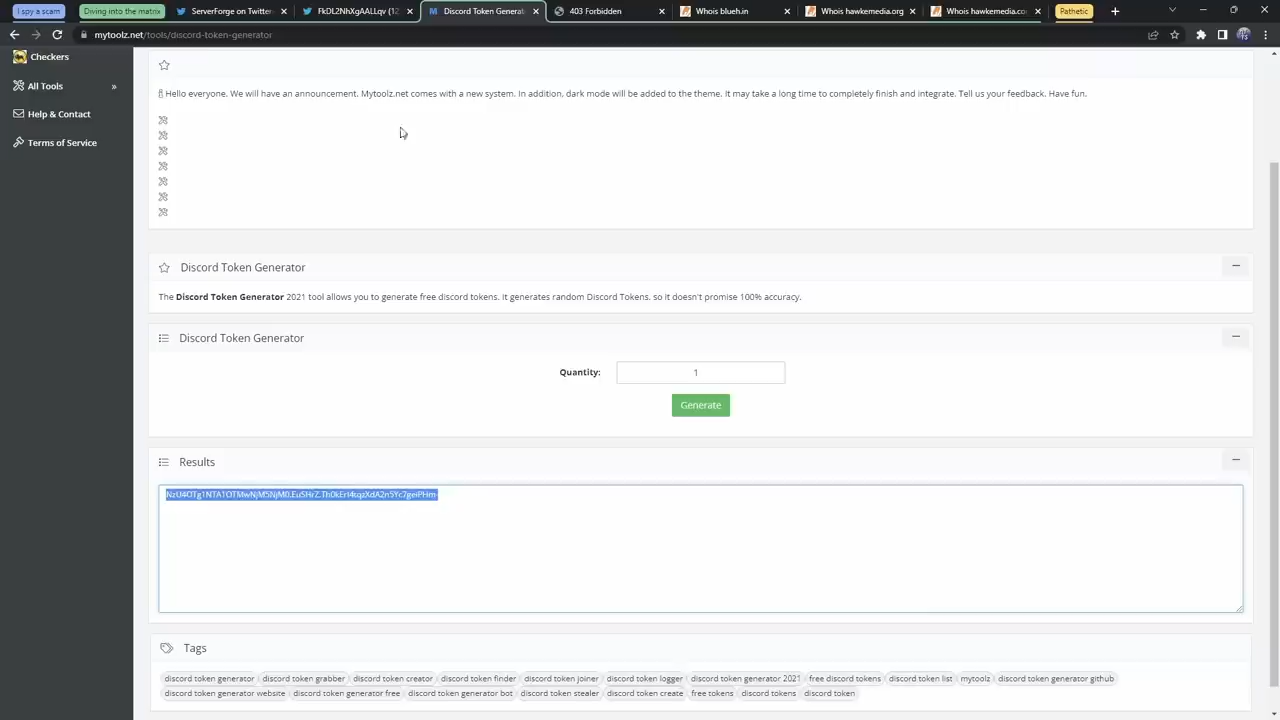 I spy a scam
Diving into the matrix
ServerForge on Twitter
FkDL2NhXgAALLqv (12
Discord Token Generat
403 Forbidden
Whois
Whois hawkemedia.org
Whois hawkemedia.co
Pathetic
mytoolz.net/tools/discord-token-generator
Checkers
All Tools »
Help & Contact
Terms of Service
Hello everyone. We will have an announcement. Mytoolz.net comes with a new system. In addition, dark mode will be added to the theme. It may take a long time to completely finish and integrate. Tell us your feedback. Have fun.
Discord Token Generator
The Discord Token Generator 2021 tool allows you to generate free discord tokens. It generates random Discord Tokens. so it doesn't promise 100% accuracy.
Discord Token Generator
Quantity: 1
Generate
Results
Tags
discord token generator discord token grabber discord token creator discord token finder discord token joiner discord token logger discord token generator 2021 free discord tokens discord token list mytoolz discord token generator github
discord token generator website discord token generator free discord token generator bot discord token stealer discord token create free tokens discord tokens discord token